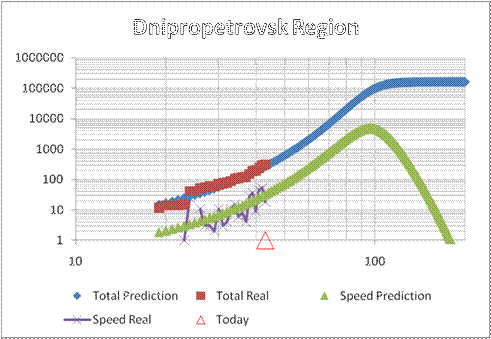 Dnipropetrovsk Region
1000000
100000
10000
1000
100
10
1
10 100
Total Prediction Total Real Speed Prediction
Speed Real Today